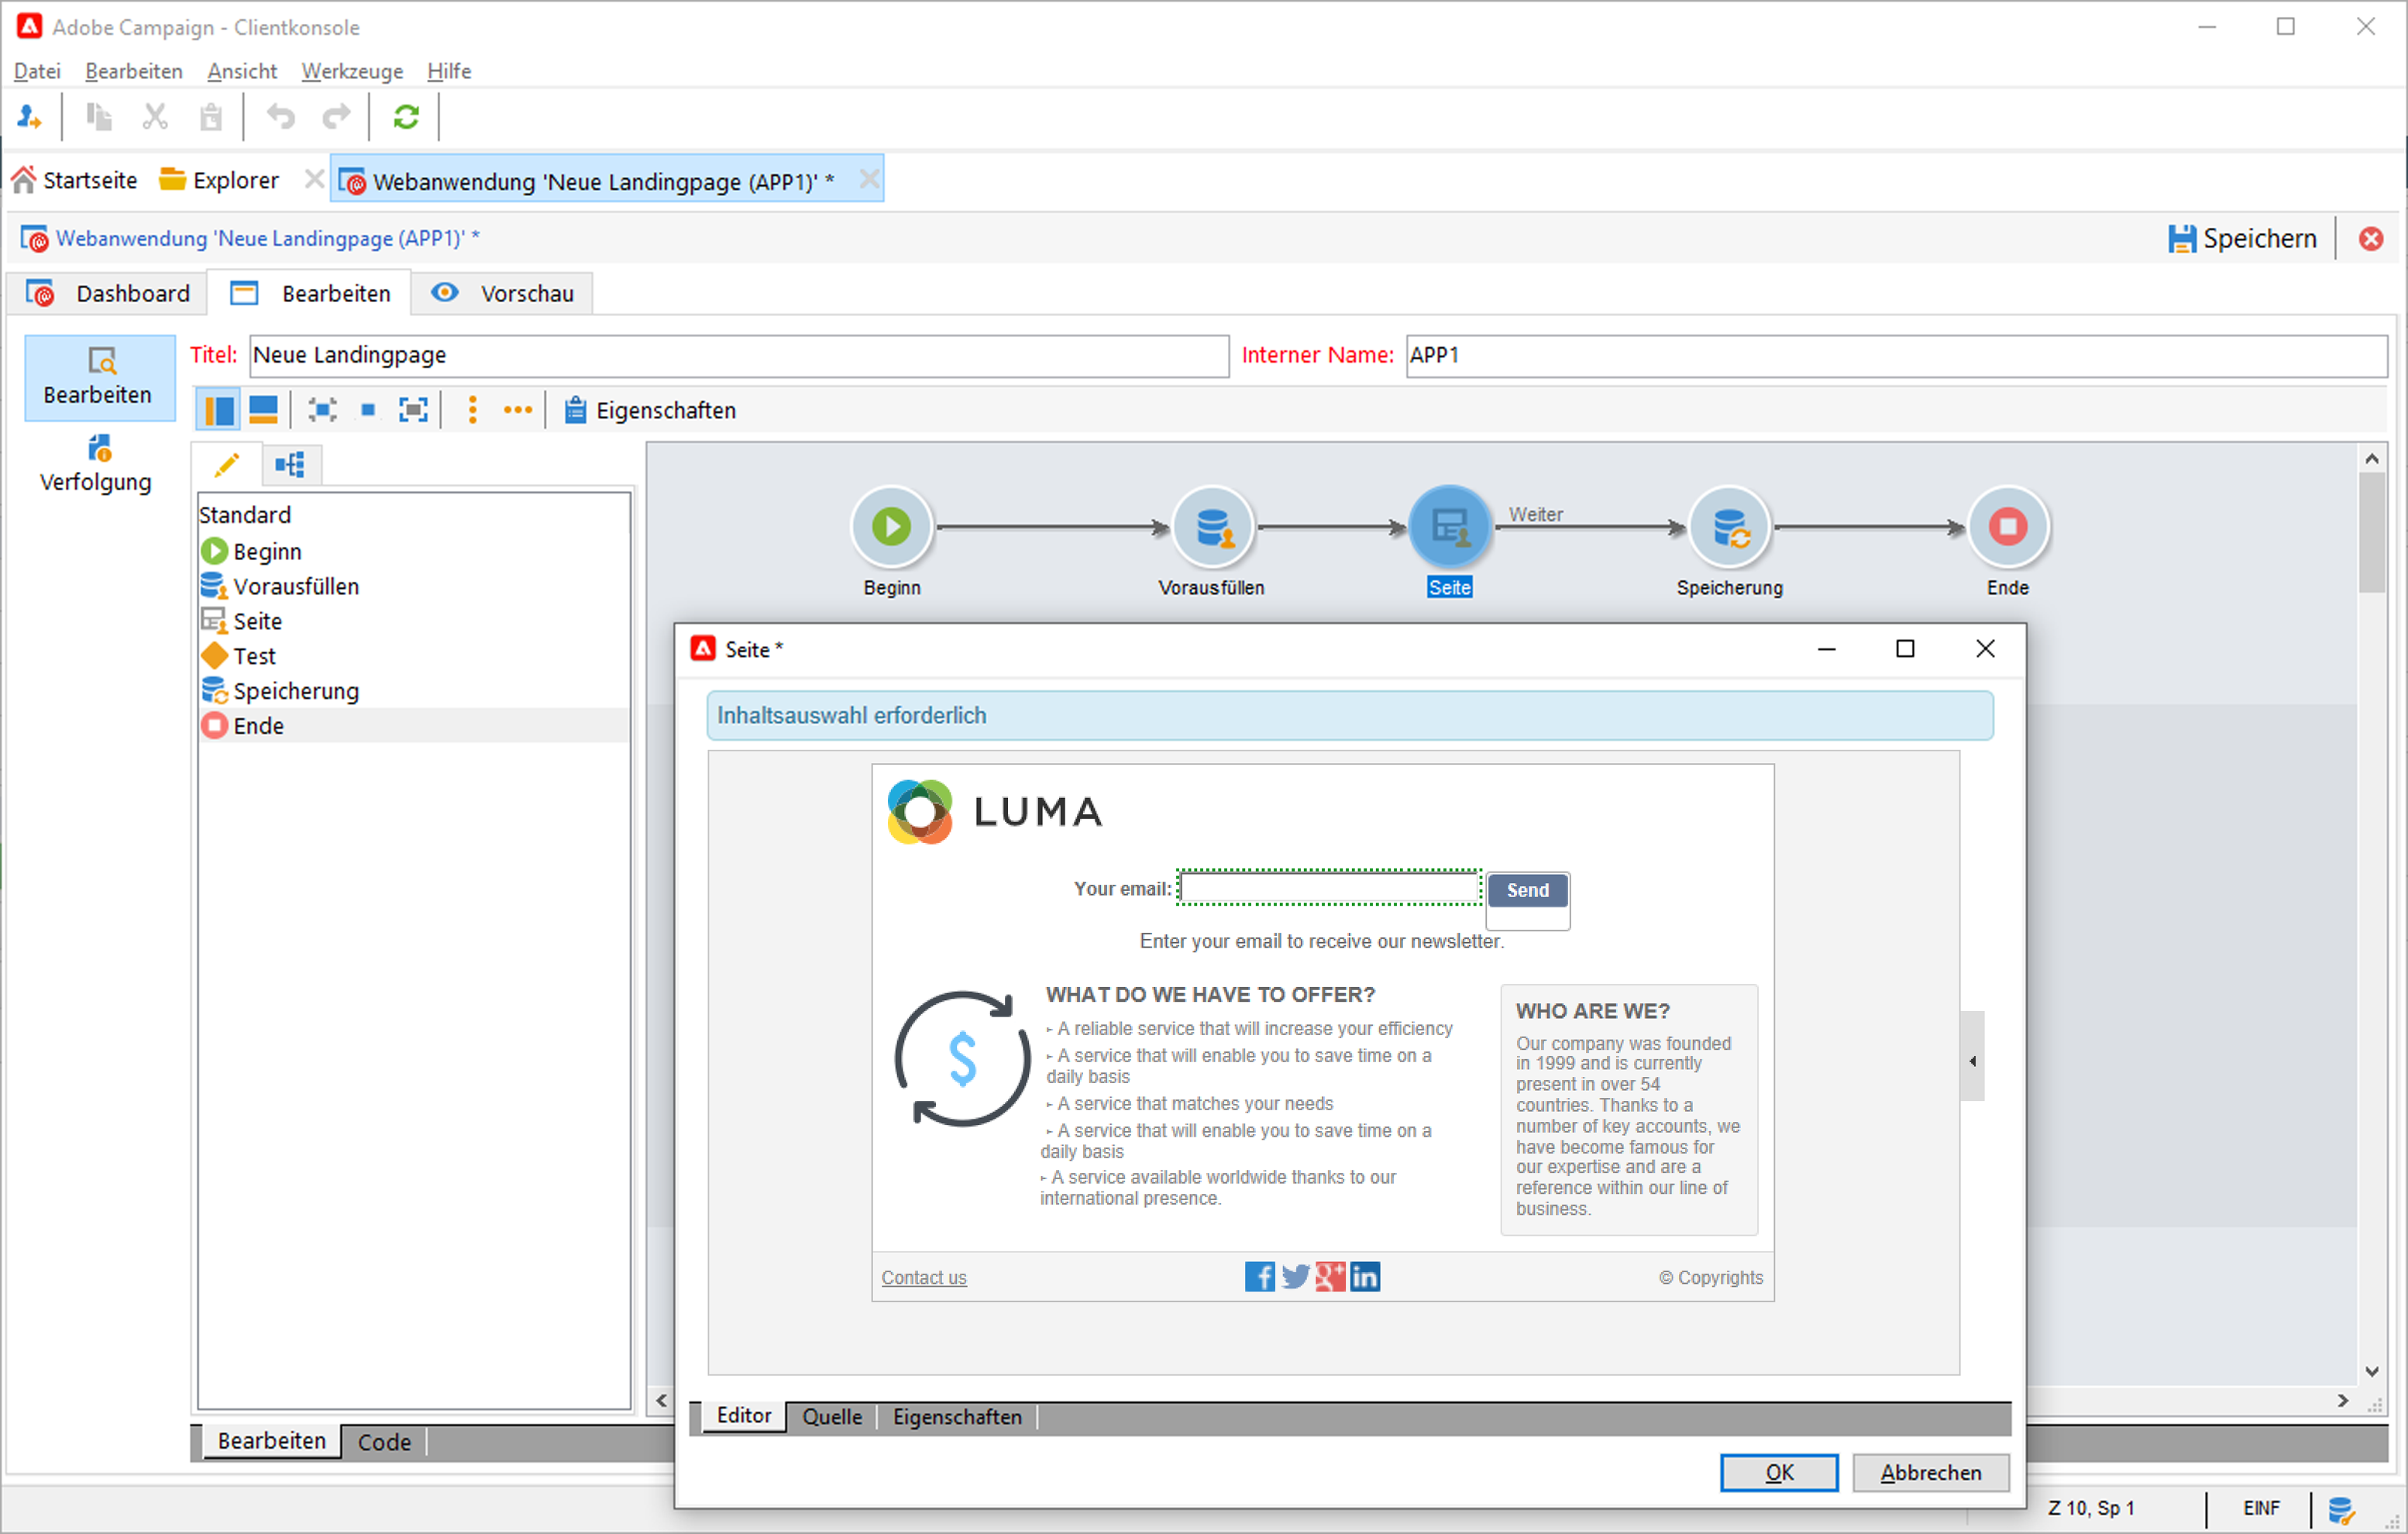 Adobe Campaign - Clientkonsole
Datei Bearbeiten Ansicht Werkzeuge Hilfe
Startseite Explorer Webanwendung 'Neue Landingpage (APP1)' *
Webanwendung 'Neue Landingpage (APP1)' * Speichern
Dashboard Bearbeiten Vorschau
Bearbeiten
Verfolgung
Titel: Neue Landingpage Interner Name: APP1
Eigenschaften
Standard
Beginn
Vorausfüllen
Seite
Test
Speicherung
Ende
Weiter
Beginn Vorausfüllen Seite Speicherung Ende
Seite *
Inhaltsauswahl erforderlich
LUMA
Your email: Send
Enter your email to receive our newsletter.
WHAT DO WE HAVE TO OFFER?
A reliable service that will increase your efficiency
A service that will enable you to save time on a
daily basis
A service that matches your needs
A service that will enable you to save time on a
daily basis
A service available worldwide thanks to our
international presence.
WHO ARE WE?
Our company was founded
in 1999 and is currently
present in over 54
countries. Thanks to a
number of key accounts, we
have become famous for
our expertise and are a
reference within our line of
business.
Contact us f g+ in © Copyrights
Editor Quelle Eigenschaften
OK Abbrechen
Bearbeiten Code
Z 10, Sp 1 EINF